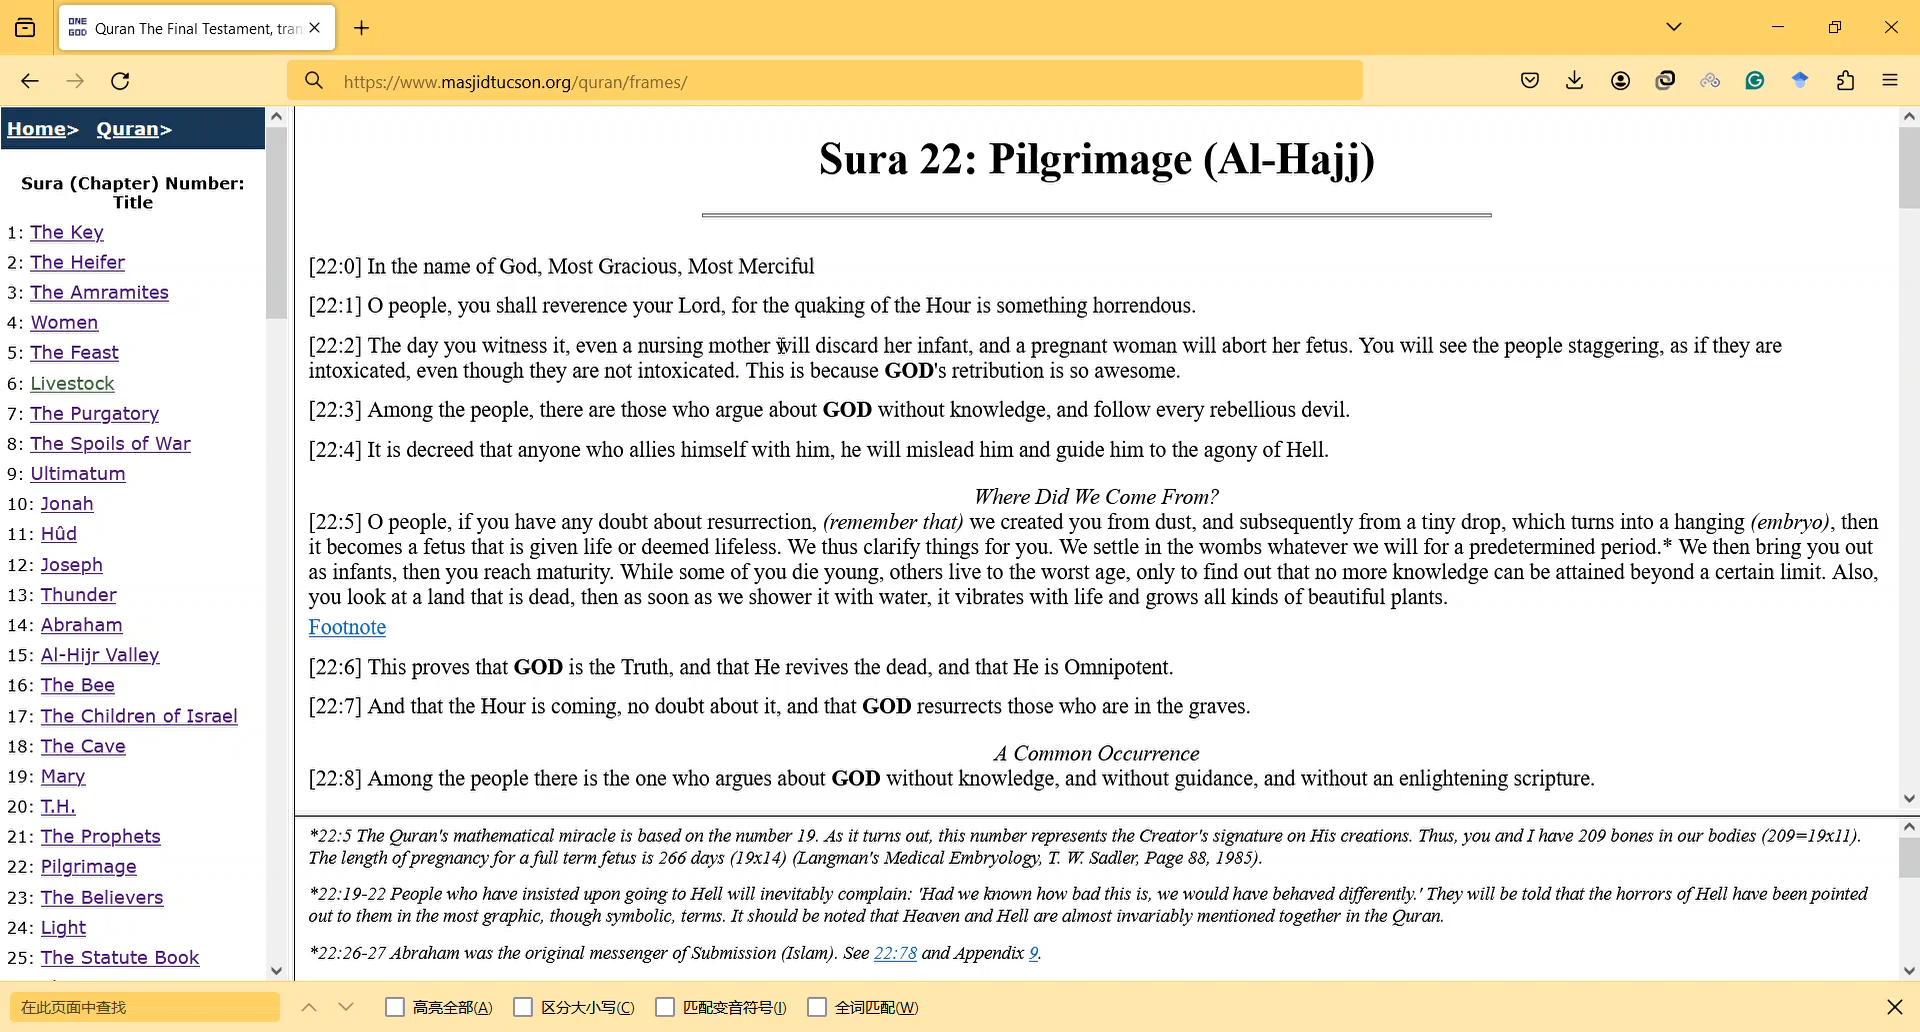 ONE
GOD
Quran The Final Testament, tran
https://www.masjidtucson.org/quran/frames/
Home> Quran>
Sura (Chapter) Number:
Title
1: The Key
2: The Heifer
3: The Amramites
4: Women
5: The Feast
6: Livestock
7: The Purgatory
8: The Spoils of War
9: Ultimatum
10: Jonah
11: Hûd
12: Joseph
13: Thunder
14: Abraham
15: Al-Hijr Valley
16: The Bee
17: The Children of Israel
18: The Cave
19: Mary
20: T.H.
21: The Prophets
22: Pilgrimage
23: The Believers
24: Light
25: The Statute Book
Sura 22: Pilgrimage (Al-Hajj)
[22:0] In the name of God, Most Gracious, Most Merciful
[22:1] O people, you shall reverence your Lord, for the quaking of the Hour is something horrendous.
[22:2] The day you witness it, even a nursing mother will discard her infant, and a pregnant woman will abort her fetus. You will see the people staggering, as if they are
intoxicated, even though they are not intoxicated. This is because GOD's retribution is so awesome.
[22:3] Among the people, there are those who argue about GOD without knowledge, and follow every rebellious devil.
[22:4] It is decreed that anyone who allies himself with him, he will mislead him and guide him to the agony of Hell.
Where Did We Come From?
[22:5] O people, if you have any doubt about resurrection, (remember that) we created you from dust, and subsequently from a tiny drop, which turns into a hanging (embryo), then
it becomes a fetus that is given life or deemed lifeless. We thus clarify things for you. We settle in the wombs whatever we will for a predetermined period.* We then bring you out
as infants, then you reach maturity. While some of you die young, others live to the worst age, only to find out that no more knowledge can be attained beyond a certain limit. Also,
you look at a land that is dead, then as soon as we shower it with water, it vibrates with life and grows all kinds of beautiful plants.
Footnote
[22:6] This proves that GOD is the Truth, and that He revives the dead, and that He is Omnipotent.
[22:7] And that the Hour is coming, no doubt about it, and that GOD resurrects those who are in the graves.
A Common Occurrence
[22:8] Among the people there is the one who argues about GOD without knowledge, and without guidance, and without an enlightening scripture.
*22:5 The Quran's mathematical miracle is based on the number 19. As it turns out, this number represents the Creator's signature on His creations. Thus, you and I have 209 bones in our bodies (209=19x11).
The length of pregnancy for a full term fetus is 266 days (19x14) (Langman's Medical Embryology, T. W. Sadler, Page 88, 1985).
*22:19-22 People who have insisted upon going to Hell will inevitably complain: 'Had we known how bad this is, we would have behaved differently.' They will be told that the horrors of Hell have been pointed
out to them in the most graphic, though symbolic, terms. It should be noted that Heaven and Hell are almost invariably mentioned together in the Quran.
*22:26-27 Abraham was the original messenger of Submission (Islam). See 22:78 and Appendix 9.
在此页面中查找 高亮全部(A) 区分大小写(C) 匹配变音符号(I) 全词匹配(W)